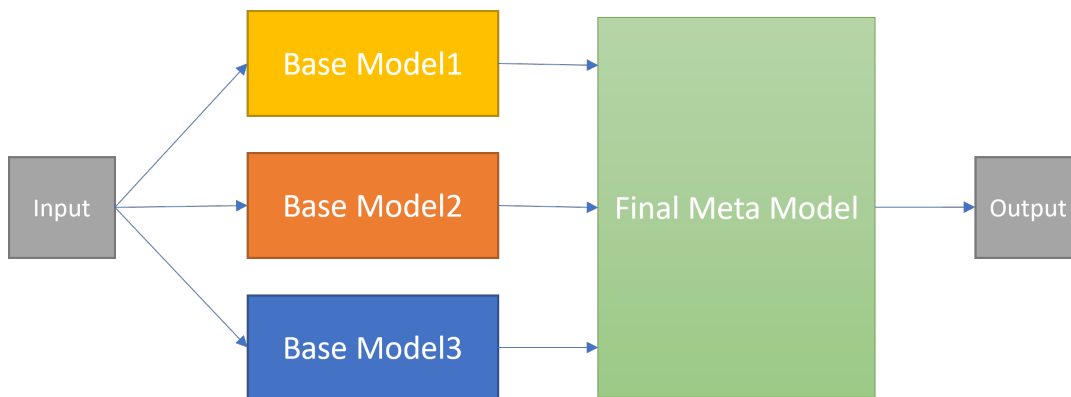 Input
Base Model1
Base Model2
Base Model3
Final Meta Model
Output